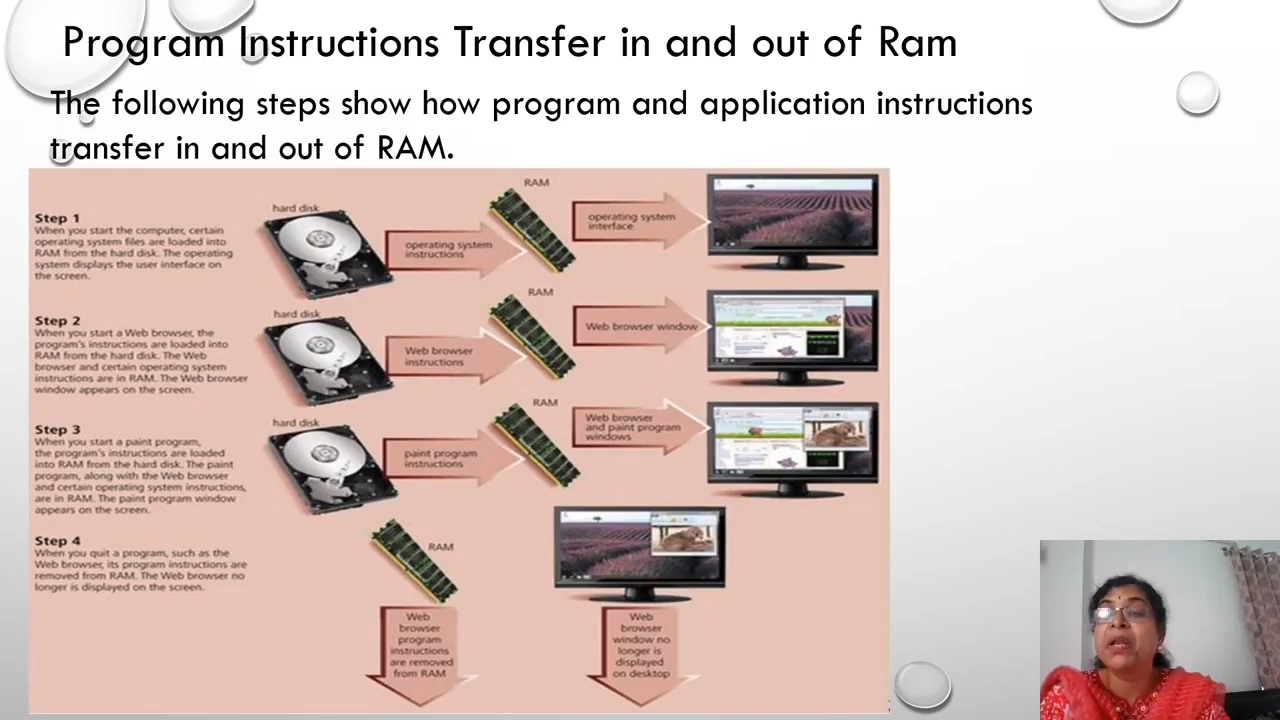 Program Instructions Transfer in and out of Ram
The following steps show how program and application instructions
transfer in and out of RAM.
Step 1
When you start the computer, certain
operating system files are loaded into
RAM from the hard disk. The operating
system displays the user interface on
the screen.
hard disk
operating system
instructions
RAM
operating system
interface
Step 2
When you start a Web browser, the
program's instructions are loaded into
RAM from the hard disk. The Web
browser and certain operating system
instructions are in RAM. The Web browser
window appears on the screen.
hard disk
Web browser
instructions
RAM
Web browser window
Step 3
When you start a paint program,
the program's instructions are loaded
into RAM from the hard disk. The paint
program, along with the Web browser
and certain operating system instructions,
are in RAM. The paint program window
appears on the screen.
hard disk
paint program
instructions
RAM
Web browser
and paint program
windows
Step 4
When you quit a program, such as the
Web browser, its program instructions are
removed from RAM. The Web browser no
longer is displayed on the screen.
RAM
Web
browser
program
instructions
are removed
from RAM
Web
browser
window no
longer is
displayed
on desktop